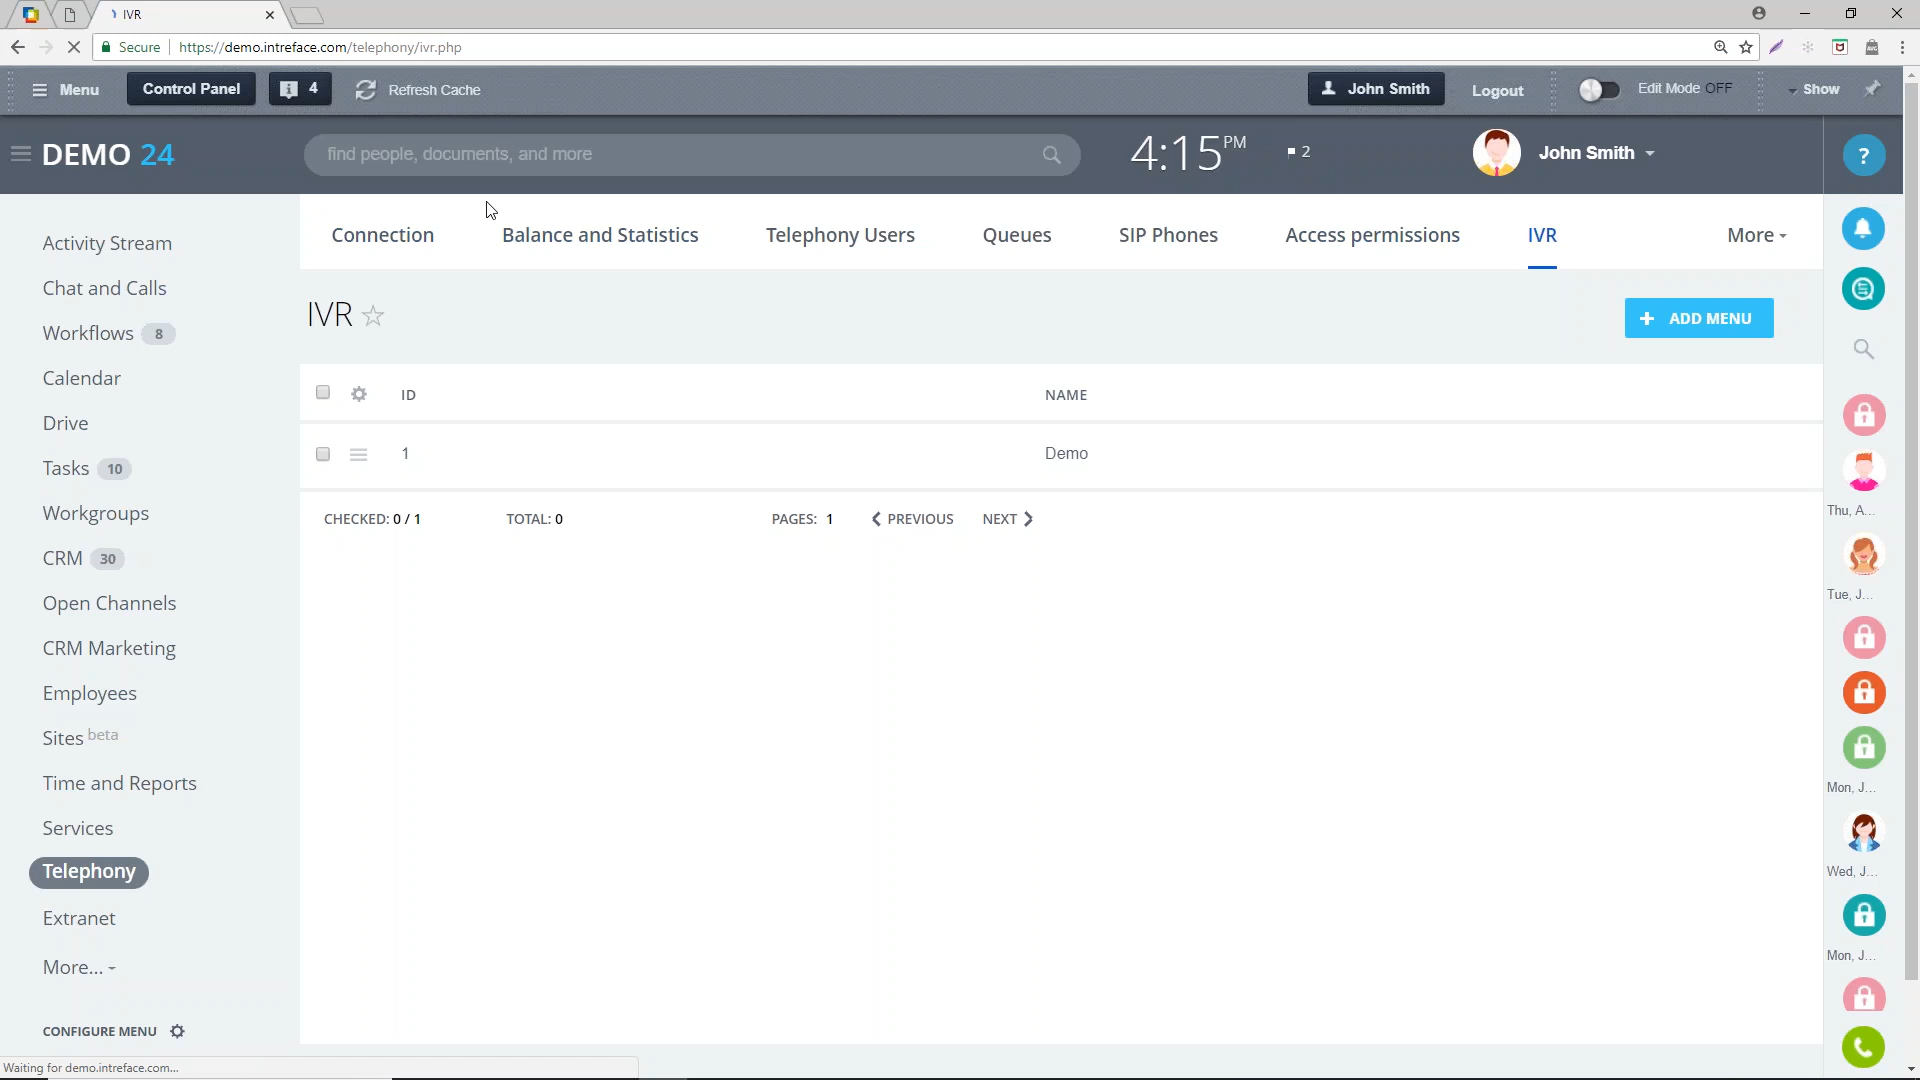 IVR
Secure https://demo.intreface.com/telephony/ivr.php
Menu Control Panel 4 Refresh Cache John Smith Logout Edit Mode OFF Show
DEMO 24 find people, documents, and more 4:15 PM 2 John Smith ?
Connection Balance and Statistics Telephony Users Queues SIP Phones Access permissions IVR More
Activity Stream
Chat and Calls
Workflows 8
Calendar
Drive
Tasks 10
Workgroups
CRM 30
Open Channels
CRM Marketing
Employees
Sites beta
Time and Reports
Services
Telephony
Extranet
More...
CONFIGURE MENU
IVR + ADD MENU
ID NAME
1 Demo
CHECKED: 0 / 1 TOTAL: 0 PAGES: 1 PREVIOUS NEXT
Thu, A...
Tue, J...
Mon, J...
Wed, J...
Mon, J...
Waiting for demo.intreface.com...